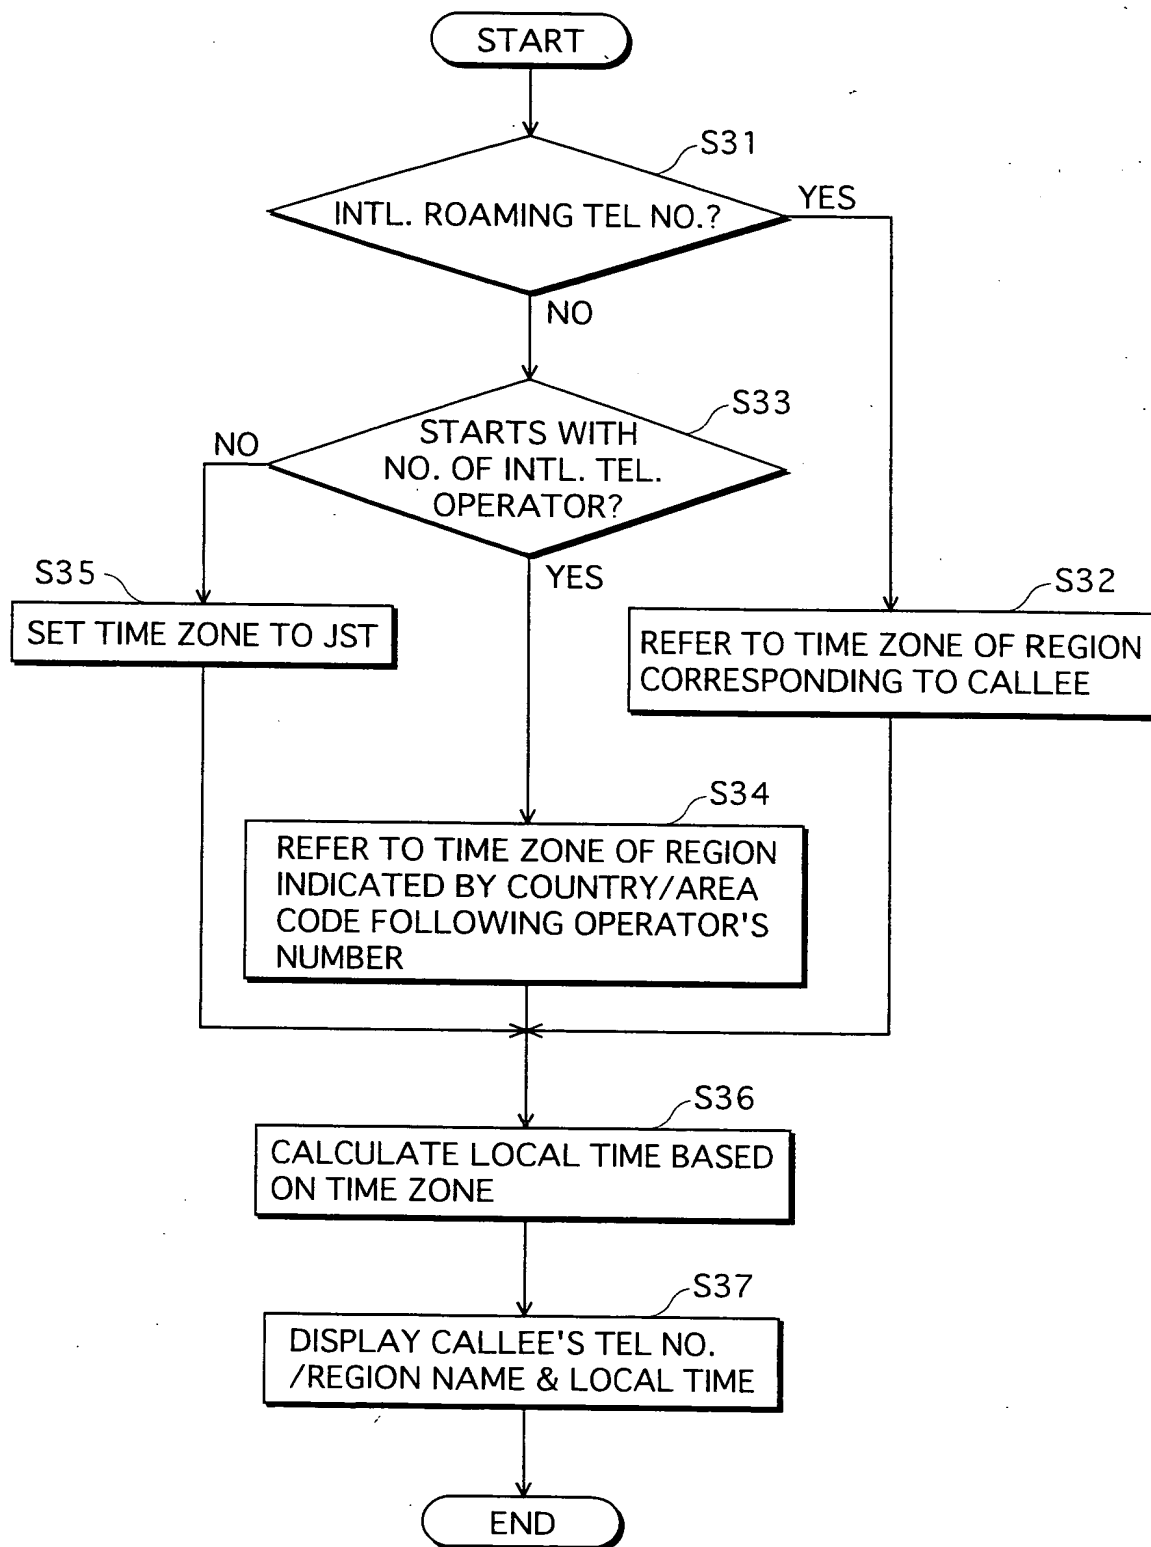 START
S31
INTL. ROAMING TEL NO.?
YES
NO
S33
STARTS WITH
NO. OF INTL. TEL.
OPERATOR?
NO
YES
S35
SET TIME ZONE TO JST
S32
REFER TO TIME ZONE OF REGION
CORRESPONDING TO CALLEE
S34
REFER TO TIME ZONE OF REGION
INDICATED BY COUNTRY/AREA
CODE FOLLOWING OPERATOR'S
NUMBER
S36
CALCULATE LOCAL TIME BASED
ON TIME ZONE
S37
DISPLAY CALLEE'S TEL NO.
/REGION NAME & LOCAL TIME
END